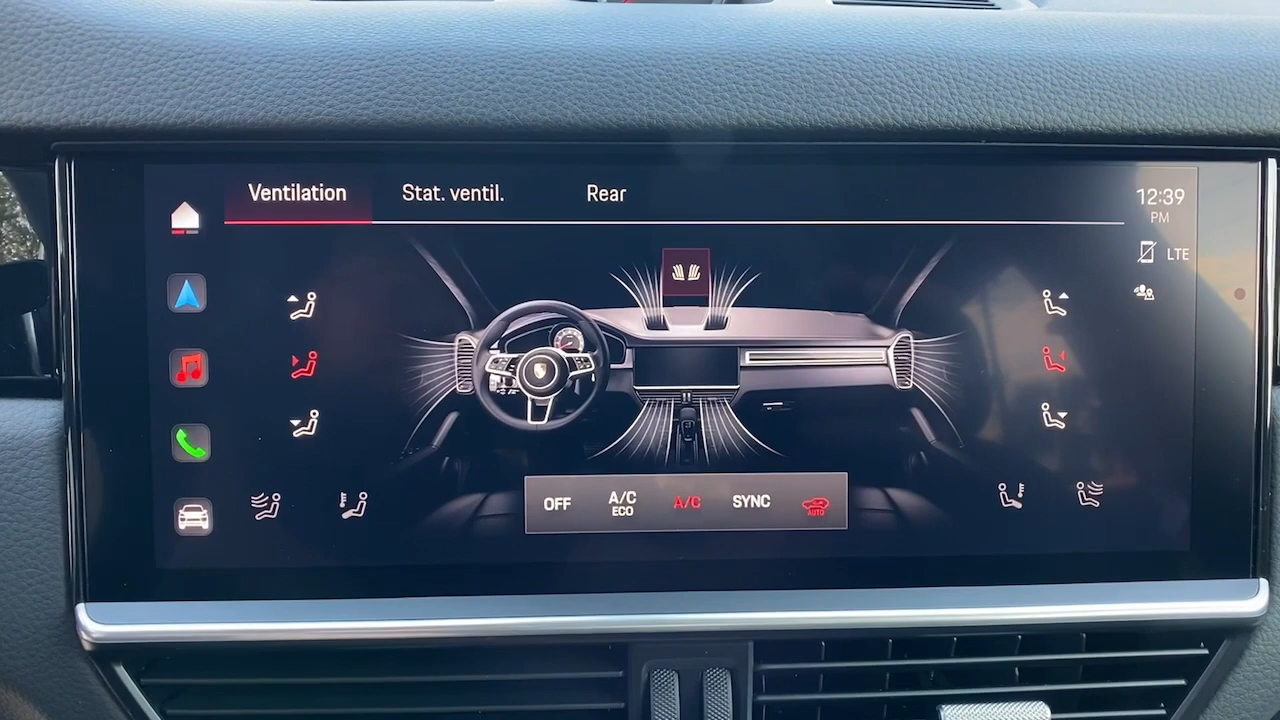 Ventilation
Stat. ventil.
Rear
12:39
PM
LTE
OFF
A/C
ECO
A/C
SYNC
AUTO